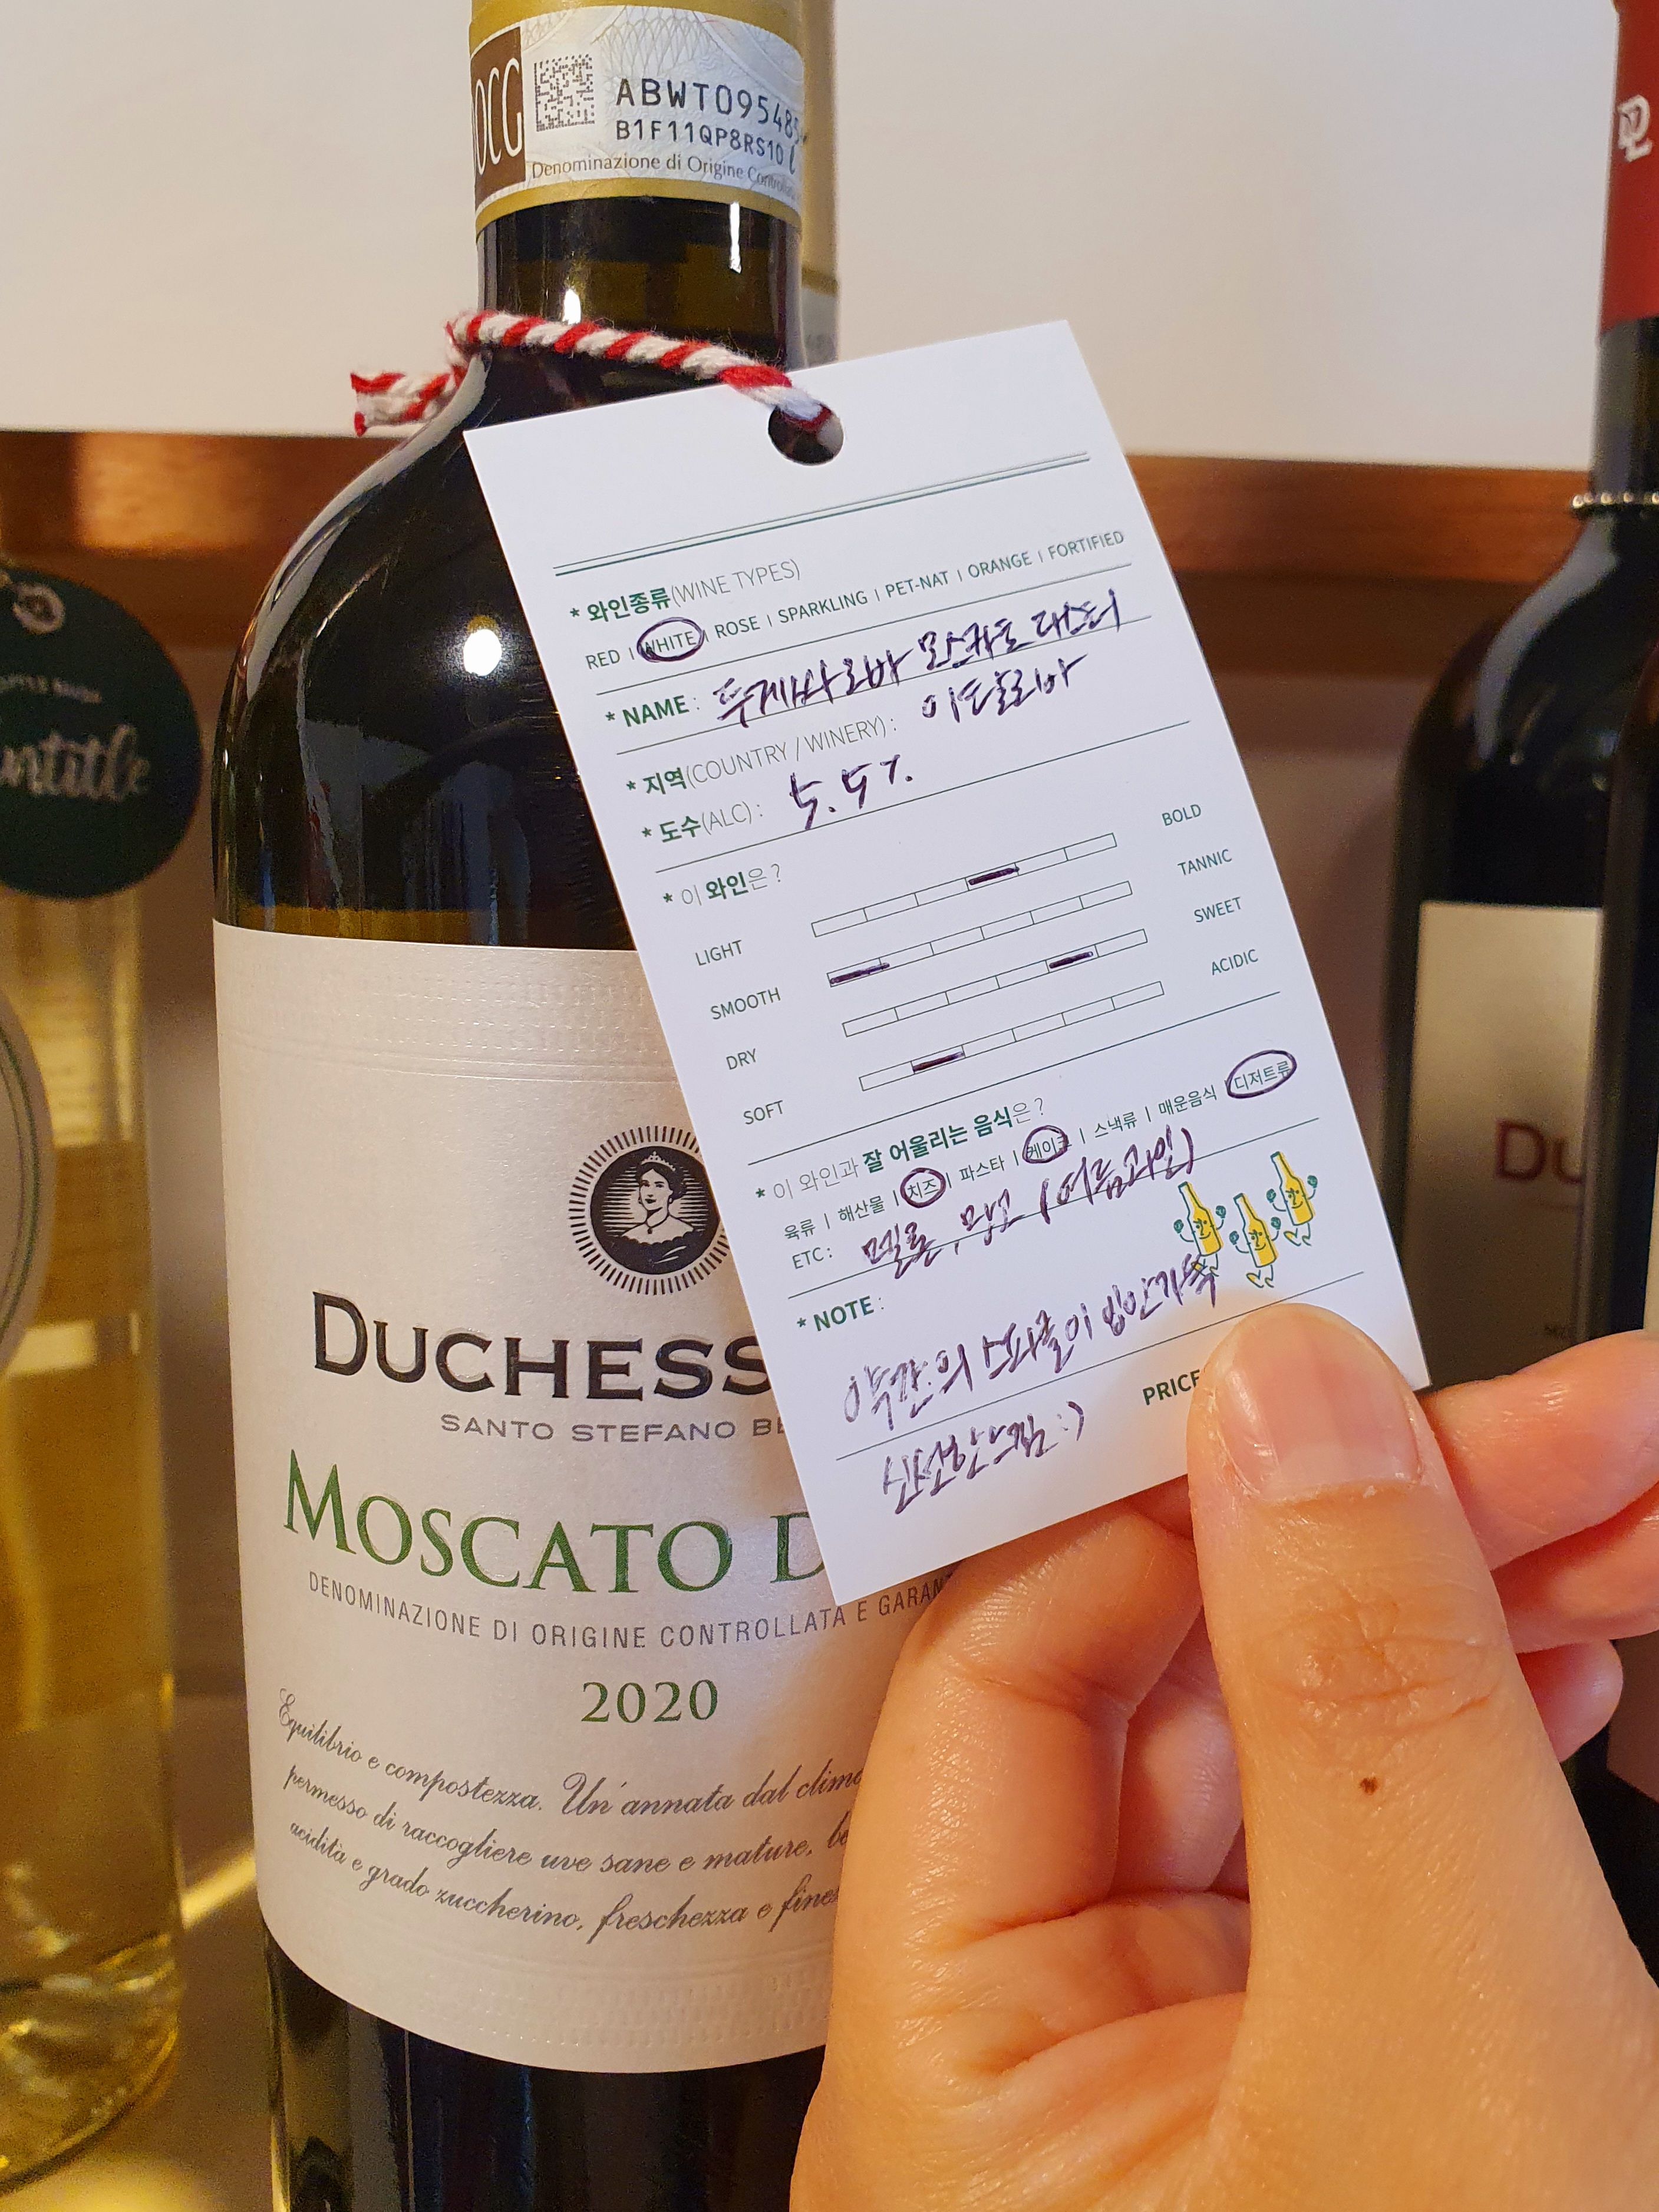 OCG
ABWT09548
B1F11QP8RS10
Denominazione di Origine
* 와인종류(WINE TYPES)
RED | WHITE | ROSE | SPARKLING | PET-NAT | ORANGE | FORTIFIED
* NAME : 두체사 리아 모스카토 다스티
* 지역(COUNTRY / WINERY) : 이탈리아
* 도수(ALC) : 5.5%
* 이 와인은?
LIGHT BOLD
SMOOTH TANNIC
DRY SWEET
SOFT ACIDIC
* 이 와인과 잘 어울리는 음식은?
육류 | 해산물 | 치즈 | 파스타 | 케이크 | 스낵류 | 매운음식 | 디저트류
ETC : 멜론, 망고 (여름과일)
* NOTE :
약간의 스파클이 입안가득
신선한 느낌 :)
PRICE
DUCHESS
SANTO STEFANO BE
MOSCATO D
DENOMINAZIONE DI ORIGINE CONTROLLATA E GARAN
2020
Equilibrio e compostezza. Un'annata dal clima
permesso di raccogliere uve sane e mature, be
acidità e grado zuccherino, freschezza e fines
DU